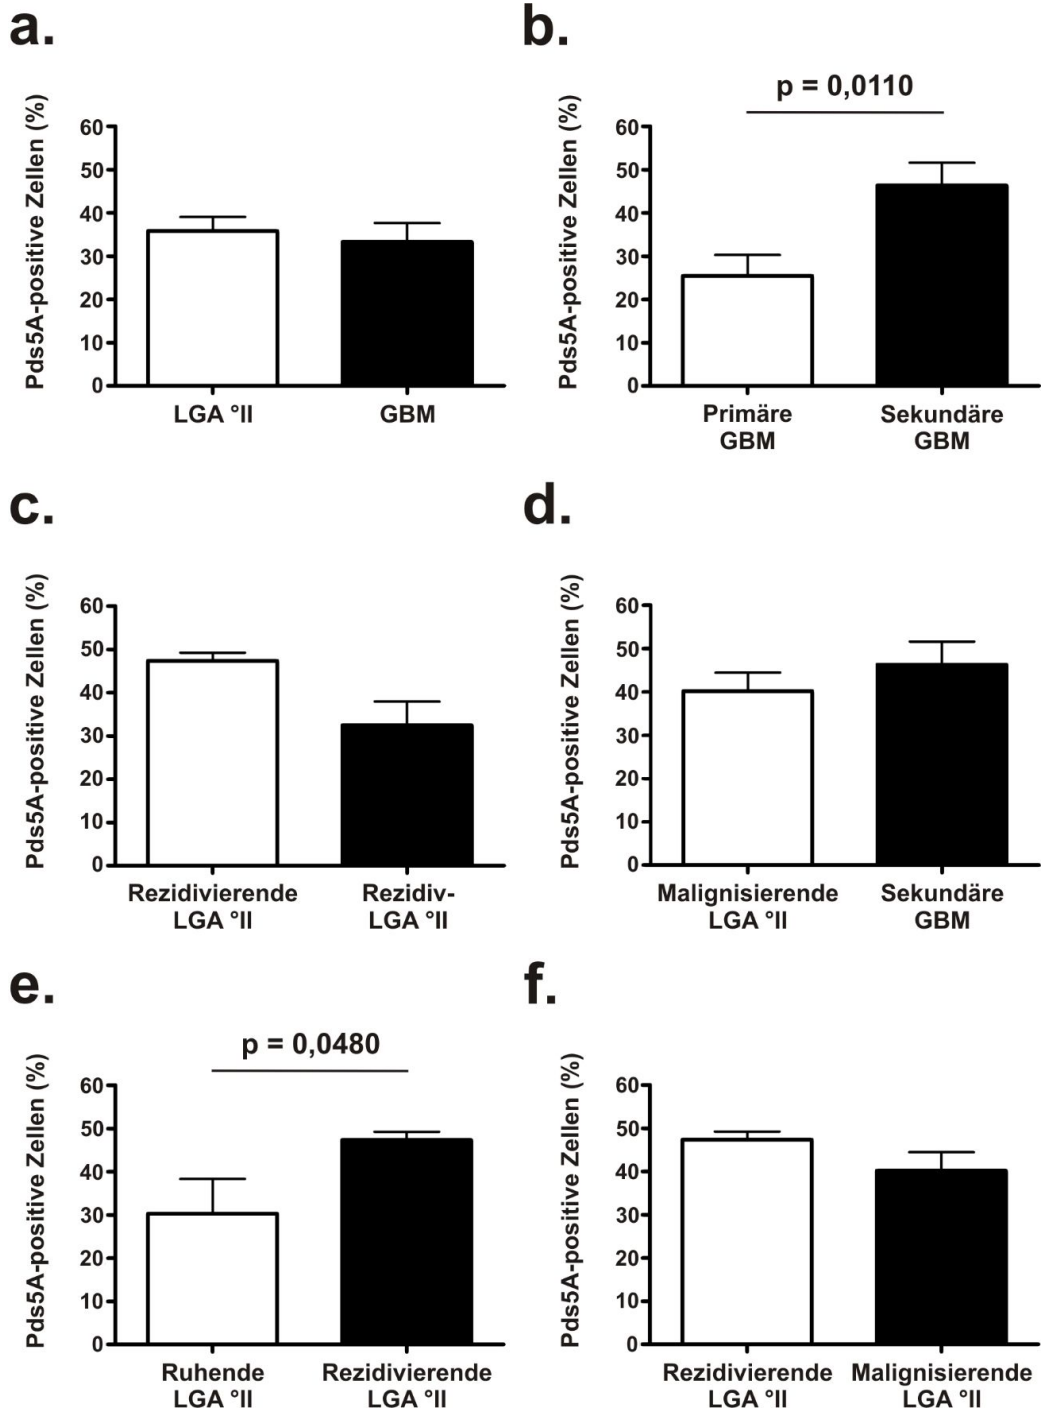 a.
Pds5A-positive Zellen (%)
60
50
40
30
20
10
0
LGA °II
GBM
b.
p = 0,0110
Pds5A-positive Zellen (%)
60
50
40
30
20
10
0
Primäre
GBM
Sekundäre
GBM
c.
Pds5A-positive Zellen (%)
60
50
40
30
20
10
0
Rezidivierende
LGA °II
Rezidiv-
LGA °II
d.
Pds5A-positive Zellen (%)
60
50
40
30
20
10
0
Malignisierende
LGA °II
Sekundäre
GBM
e.
p = 0,0480
Pds5A-positive Zellen (%)
60
50
40
30
20
10
0
Ruhende
LGA °II
Rezidivierende
LGA °II
f.
Pds5A-positive Zellen (%)
60
50
40
30
20
10
0
Rezidivierende
LGA °II
Malignisierende
LGA °II